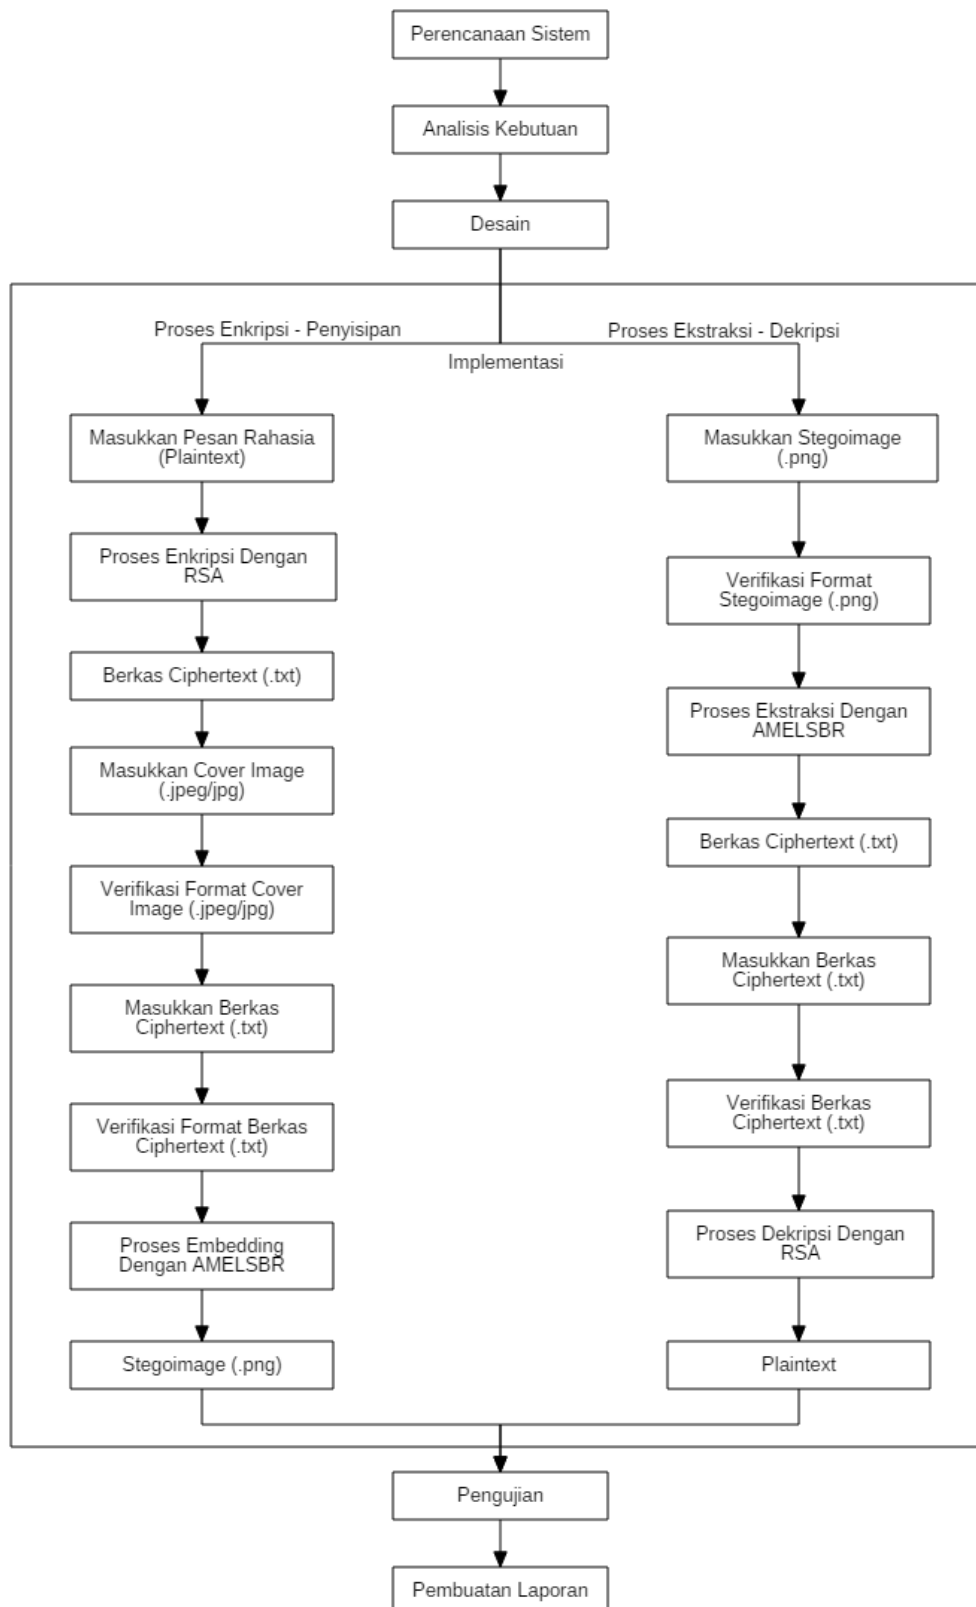 Perencanaan Sistem
Analisis Kebutuan
Desain
Proses Enkripsi - Penyisipan
Proses Ekstraksi - Dekripsi
Implementasi
Masukkan Pesan Rahasia
(Plaintext)
Proses Enkripsi Dengan
RSA
Berkas Ciphertext (.txt)
Masukkan Cover Image
(.jpeg/jpg)
Verifikasi Format Cover
Image (.jpeg/jpg)
Masukkan Berkas
Ciphertext (.txt)
Verifikasi Format Berkas
Ciphertext (.txt)
Proses Embedding
Dengan AMELSBR
Stegoimage (.png)
Masukkan Stegoimage
(.png)
Verifikasi Format
Stegoimage (.png)
Proses Ekstraksi Dengan
AMELSBR
Berkas Ciphertext (.txt)
Masukkan Berkas
Ciphertext (.txt)
Verifikasi Berkas
Ciphertext (.txt)
Proses Dekripsi Dengan
RSA
Plaintext
Pengujian
Pembuatan Laporan